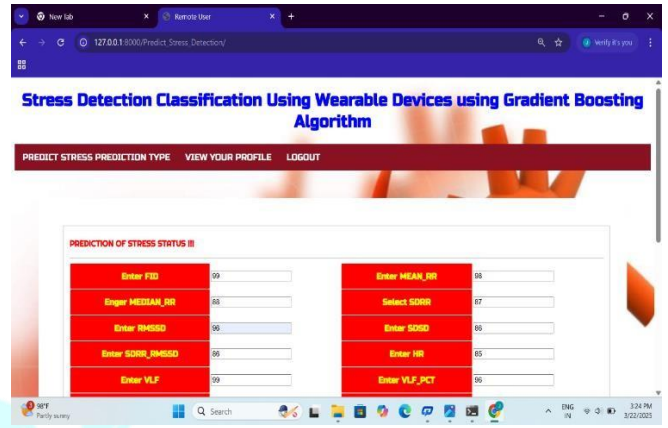 New tab
Remote User
127.0.0.1:8000/Predict_Stress_Detection/
Verify it's you
Stress Detection Classification Using Wearable Devices using Gradient Boosting
Algorithm
PREDICT STRESS PREDICTION TYPE VIEW YOUR PROFILE LOGOUT
PREDICTION OF STRESS STATUS !!!
Enter FID 99 Enter MEAN_RR 98
Enger MEDIAN_RR 88 Select SDRR 87
Enter RMSSD 96 Enter SDSD 86
Enter SDRR_RMSSD 86 Enter HR 85
Enter VLF 99 Enter VLF_PCT 96
98°F
Partly sunny
Search
ENG
IN
3:24 PM
3/22/2025